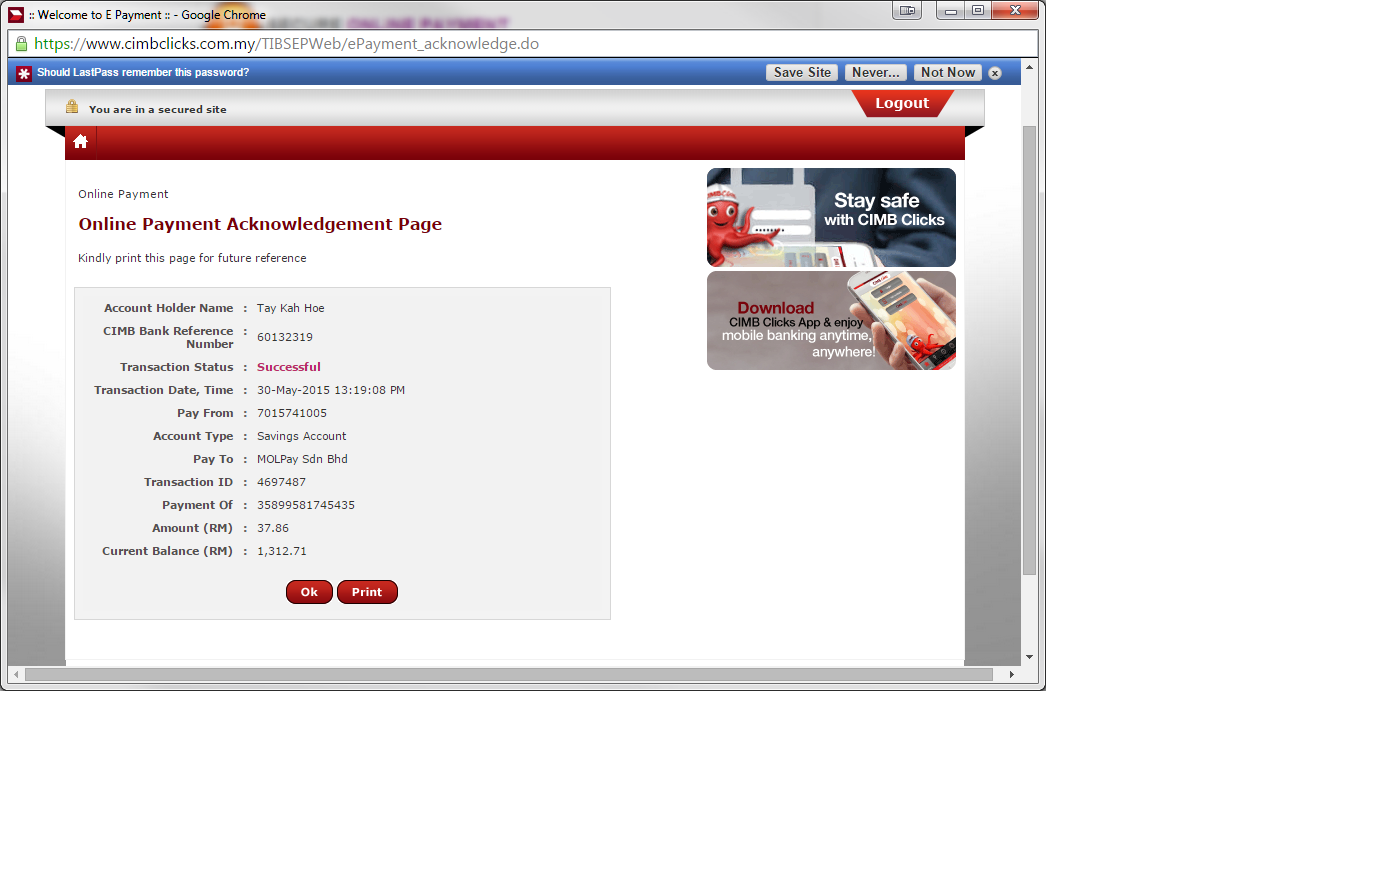 :: Welcome to E Payment :: - Google Chrome
SECURE ONLINE PAYMENT
https://www.cimbclicks.com.my/TIBSEPWeb/ePayment_acknowledge.do
Should LastPass remember this password? Save Site Never... Not Now
You are in a secured site Logout
Online Payment
Online Payment Acknowledgement Page
Kindly print this page for future reference
Account Holder Name : Tay Kah Hoe
CIMB Bank Reference Number : 60132319
Transaction Status : Successful
Transaction Date, Time : 30-May-2015 13:19:08 PM
Pay From : 7015741005
Account Type : Savings Account
Pay To : MOLPay Sdn Bhd
Transaction ID : 4697487
Payment Of : 35899581745435
Amount (RM) : 37.86
Current Balance (RM) : 1,312.71
Ok Print
Stay safe
with CIMB Clicks
Download
CIMB Clicks App & enjoy
mobile banking anytime,
anywhere!